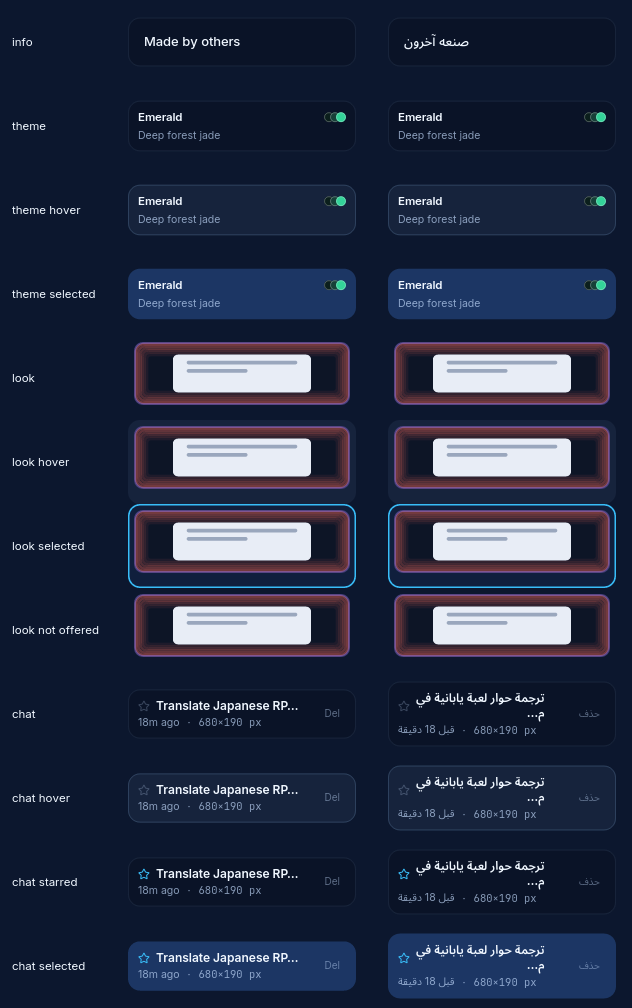 info
Made by others
صنعه آخرون
theme
Emerald
Deep forest jade
Emerald
Deep forest jade
theme hover
Emerald
Deep forest jade
Emerald
Deep forest jade
theme selected
Emerald
Deep forest jade
Emerald
Deep forest jade
look
look hover
look selected
look not offered
chat
Translate Japanese RP...
18m ago · 680×190 px
Del
ترجمة حوار لعبة يابانية في
م...
قبل 18 دقيقة · 680×190 px
حذف
chat hover
Translate Japanese RP...
18m ago · 680×190 px
Del
ترجمة حوار لعبة يابانية في
م...
قبل 18 دقيقة · 680×190 px
حذف
chat starred
Translate Japanese RP...
18m ago · 680×190 px
Del
ترجمة حوار لعبة يابانية في
م...
قبل 18 دقيقة · 680×190 px
حذف
chat selected
Translate Japanese RP...
18m ago · 680×190 px
Del
ترجمة حوار لعبة يابانية في
م...
قبل 18 دقيقة · 680×190 px
حذف